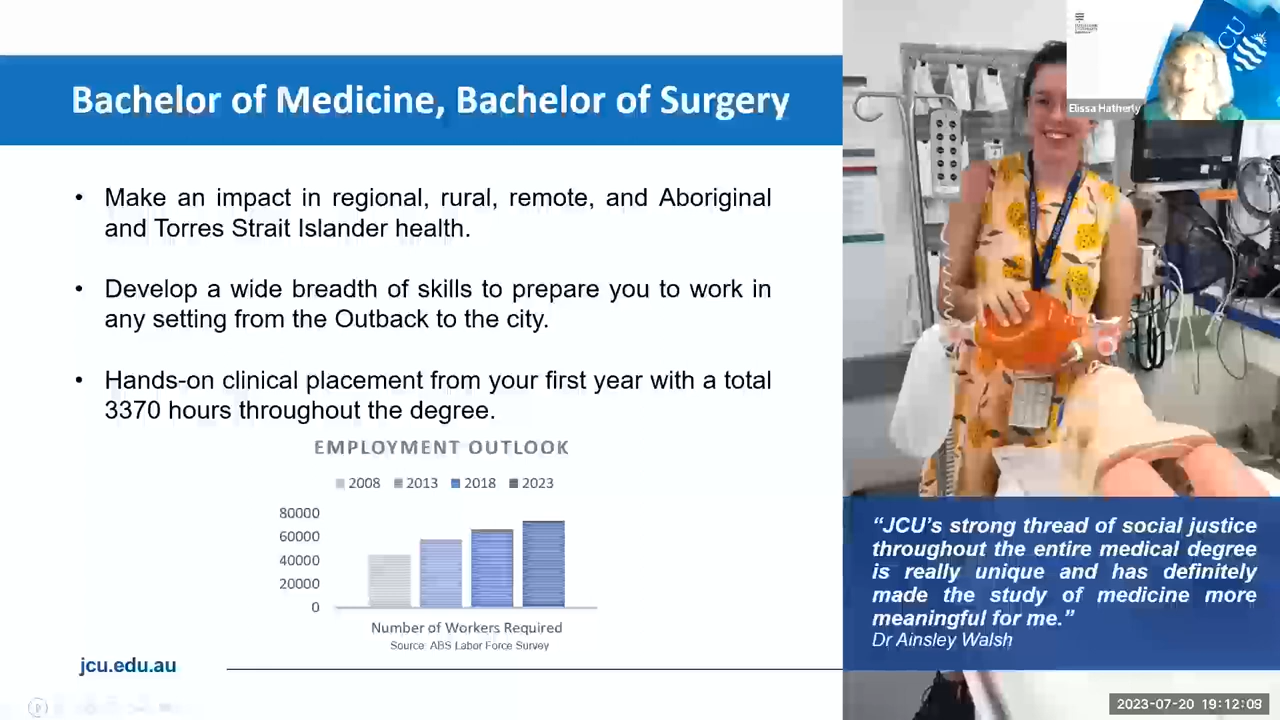 Bachelor of Medicine, Bachelor of Surgery
• Make an impact in regional, rural, remote, and Aboriginal
and Torres Strait Islander health.
• Develop a wide breadth of skills to prepare you to work in
any setting from the Outback to the city.
• Hands-on clinical placement from your first year with a total
3370 hours throughout the degree.
EMPLOYMENT OUTLOOK
2008 2013 2018 2023
80000
60000
40000
20000
0
Number of Workers Required
Source: ABS Labor Force Survey
jcu.edu.au
JCU
Elissa Hatherly
“JCU’s strong thread of social justice
throughout the entire medical degree
is really unique and has definitely
made the study of medicine more
meaningful for me.”
Dr Ainsley Walsh
2023-07-20 19:12:09